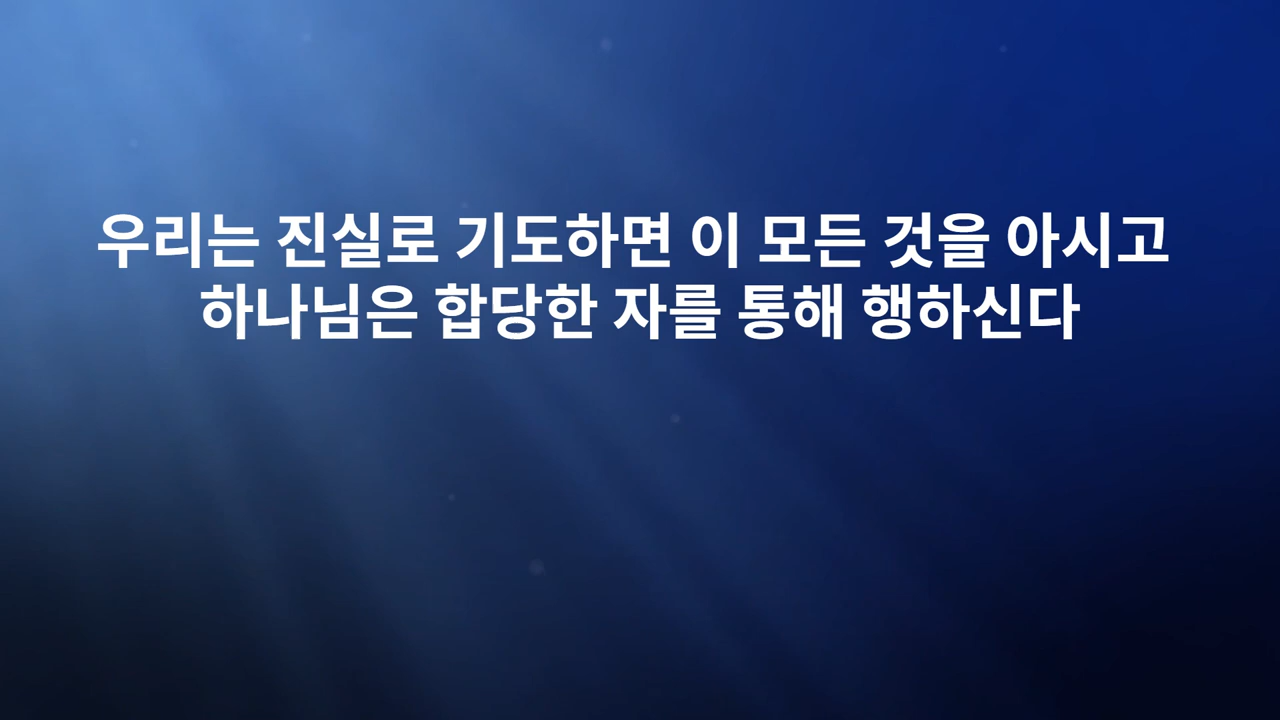 우리는 진실로 기도하면 이 모든 것을 아시고
하나님은 합당한 자를 통해 행하신다